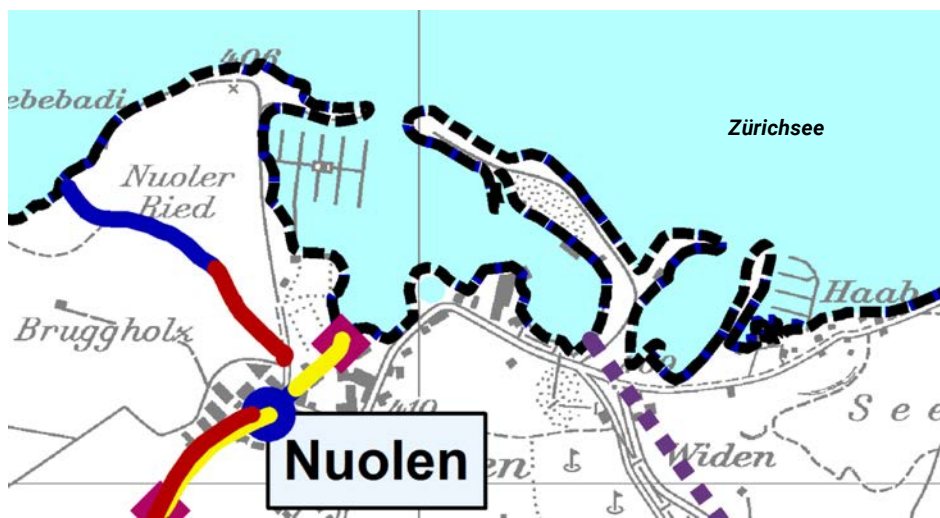 406
ebebadi
Zürichsee
Nuoler
Ried
Haab
Bruggholz
410
Nuolen
en
Widen
See